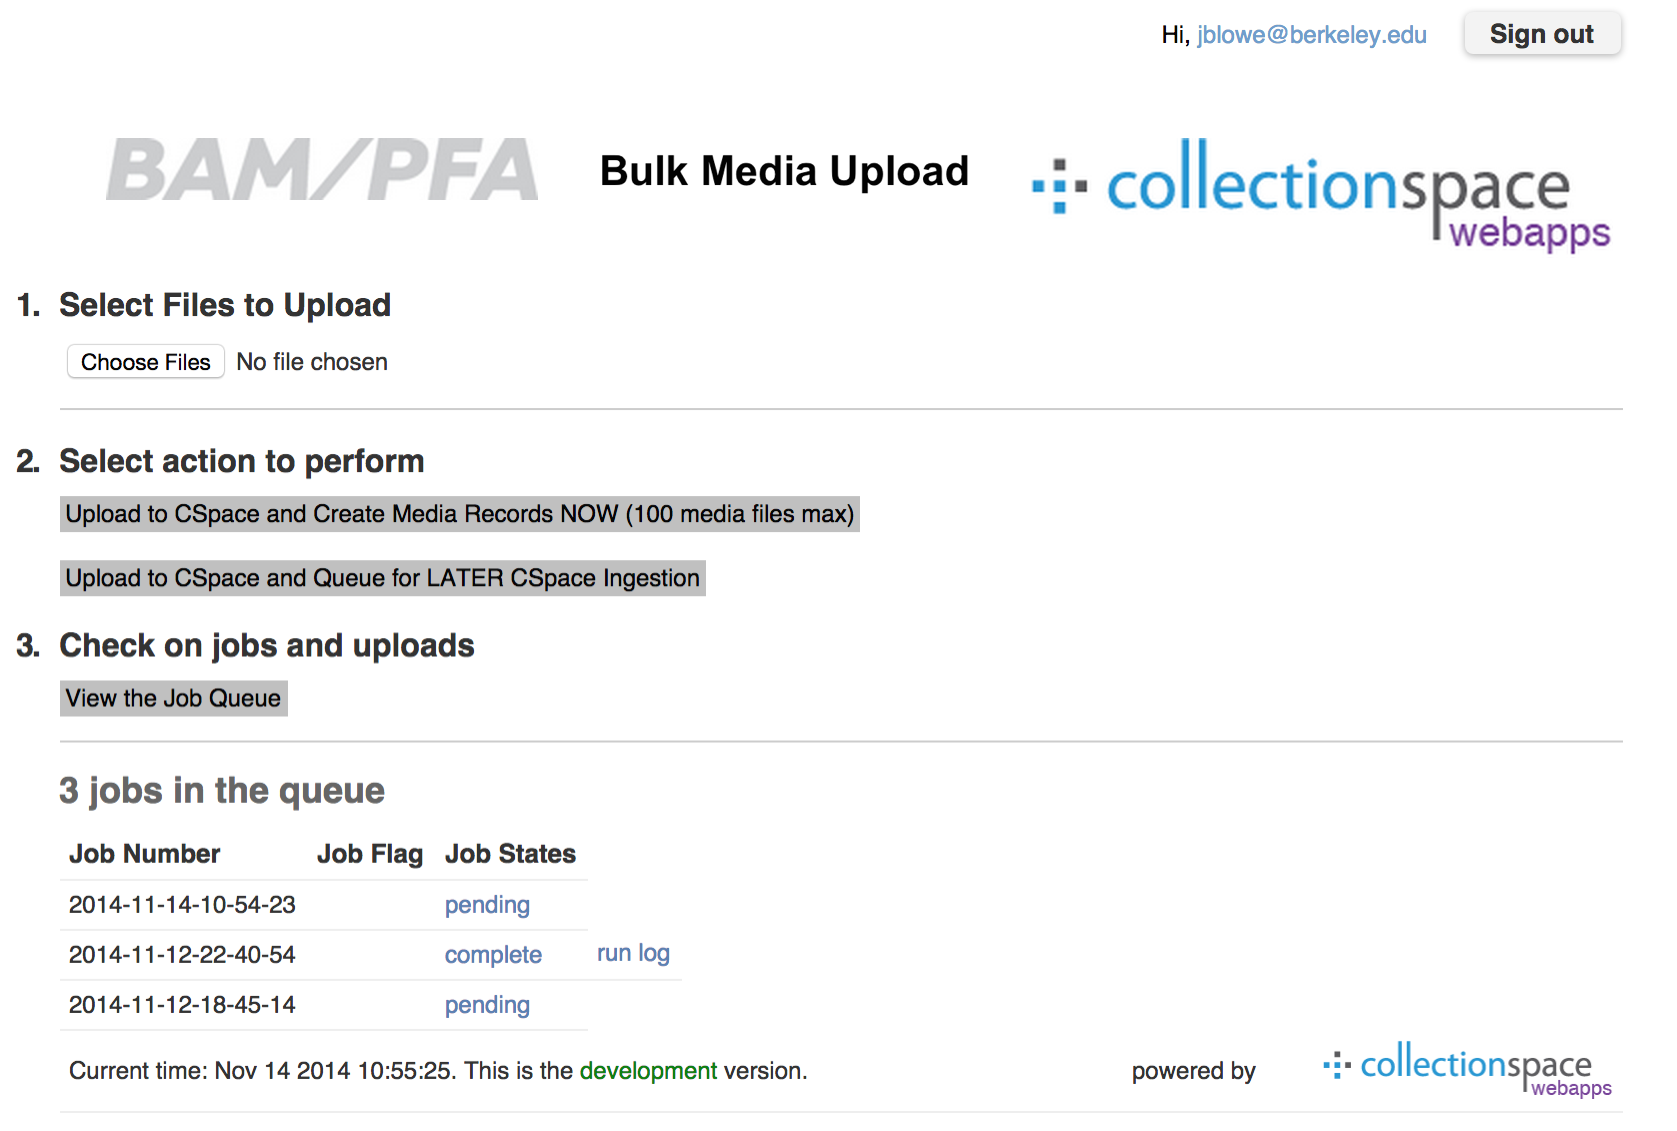 Hi, jblowe@berkeley.edu Sign out
BAM/PFA Bulk Media Upload collectionspace
webapps
1. Select Files to Upload
Choose Files No file chosen
2. Select action to perform
Upload to CSpace and Create Media Records NOW (100 media files max)
Upload to CSpace and Queue for LATER CSpace Ingestion
3. Check on jobs and uploads
View the Job Queue
3 jobs in the queue
Job Number Job Flag Job States
2014-11-14-10-54-23 pending
2014-11-12-22-40-54 complete run log
2014-11-12-18-45-14 pending
Current time: Nov 14 2014 10:55:25. This is the development version. powered by collectionspace
webapps